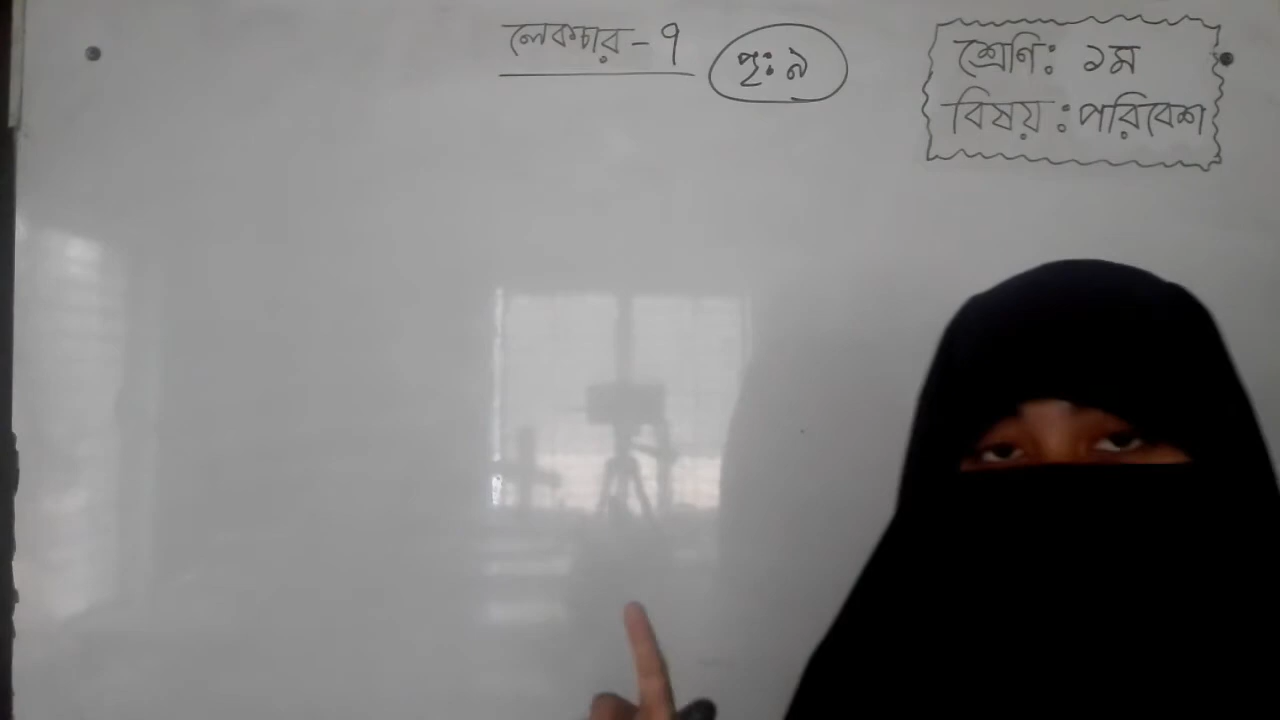 লেকচার - ৭
পৃঃ ৯
শ্রেণি: ১ম
বিষয় : পরিবেশ